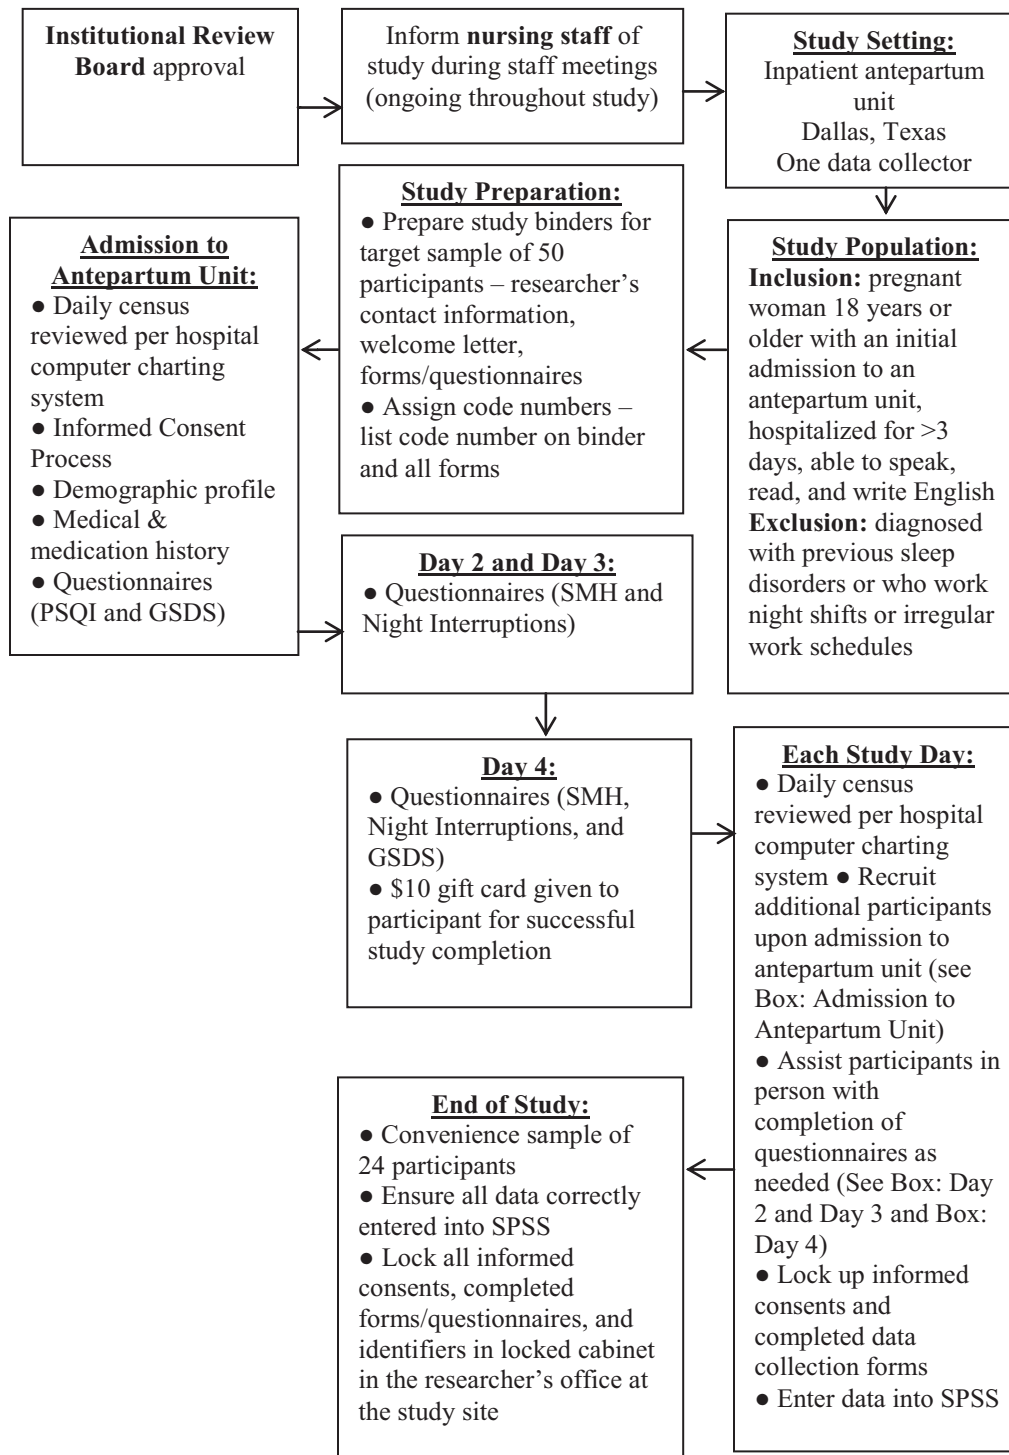 Institutional Review
Board approval
Inform nursing staff of
study during staff meetings
(ongoing throughout study)
Study Setting:
Inpatient antepartum
unit
Dallas, Texas
One data collector
Study Population:
Inclusion: pregnant
woman 18 years or
older with an initial
admission to an
antepartum unit,
hospitalized for >3
days, able to speak,
read, and write English
Exclusion: diagnosed
with previous sleep
disorders or who work
night shifts or irregular
work schedules
Study Preparation:
● Prepare study binders for
target sample of 50
participants – researcher’s
contact information,
welcome letter,
forms/questionnaires
● Assign code numbers –
list code number on binder
and all forms
Admission to
Antepartum Unit:
● Daily census
reviewed per hospital
computer charting
system
● Informed Consent
Process
● Demographic profile
● Medical &
medication history
● Questionnaires
(PSQI and GSDS)
Day 2 and Day 3:
● Questionnaires (SMH and
Night Interruptions)
Day 4:
● Questionnaires (SMH,
Night Interruptions, and
GSDS)
● $10 gift card given to
participant for successful
study completion
Each Study Day:
● Daily census
reviewed per hospital
computer charting
system ● Recruit
additional participants
upon admission to
antepartum unit (see
Box: Admission to
Antepartum Unit)
● Assist participants in
person with
completion of
questionnaires as
needed (See Box: Day
2 and Day 3 and Box:
Day 4)
● Lock up informed
consents and
completed data
collection forms
● Enter data into SPSS
End of Study:
● Convenience sample of
24 participants
● Ensure all data correctly
entered into SPSS
● Lock all informed
consents, completed
forms/questionnaires, and
identifiers in locked cabinet
in the researcher’s office at
the study site